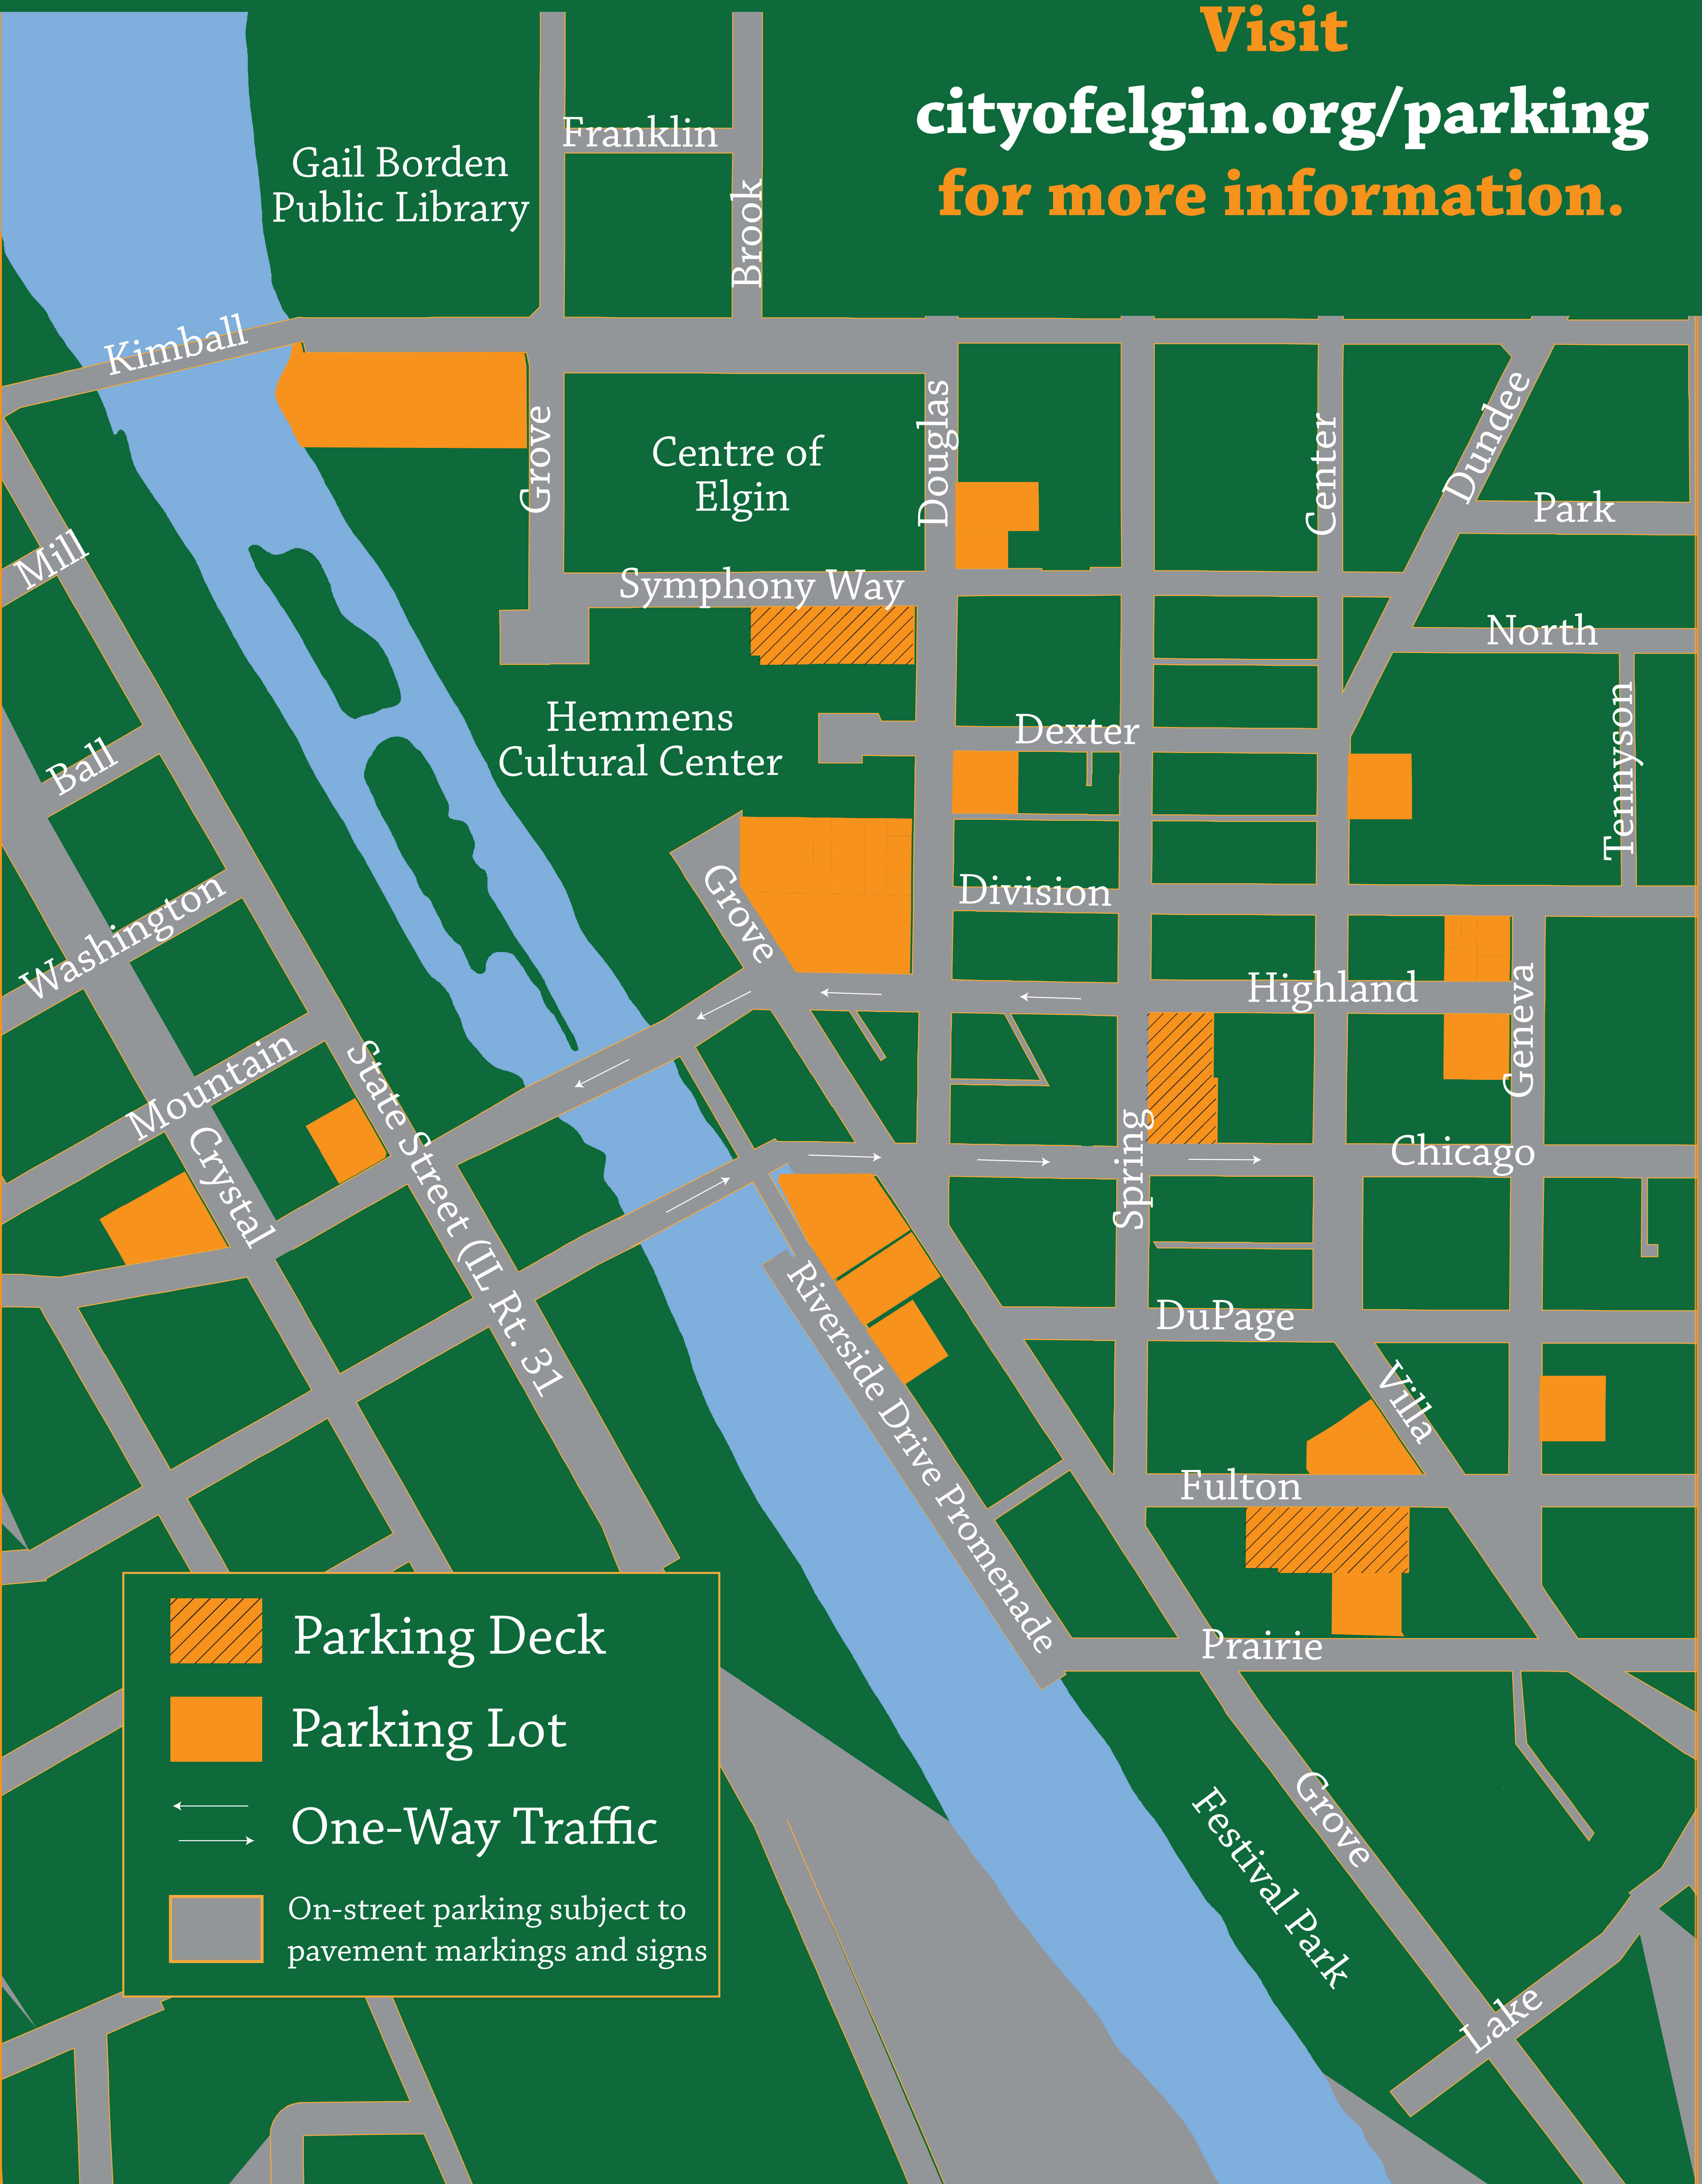 Visit
cityofelgin.org/parking
for more information.
Franklin
Gail Borden
Public Library
Brook
Kimball
Grove
Centre of
Elgin
Douglas
Center
Dundee
Park
Mill
Symphony Way
North
Hemmens
Cultural Center
Dexter
Tennyson
Ball
Grove
Division
Washington
Highland
Geneva
Mountain
State Street (IL Rt. 31
Crystal
Spring
Chicago
Riverside Drive Promenade
DuPage
Villa
Fulton
Prairie
Parking Deck
Parking Lot
One-Way Traffic
On-street parking subject to
pavement markings and signs
Grove
Festival Park
Lake